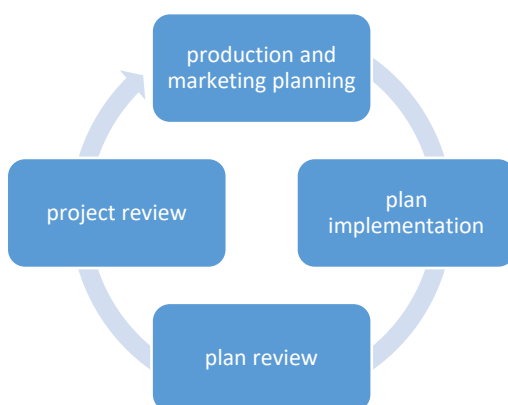 production and
marketing planning
plan
implementation
plan review
project review